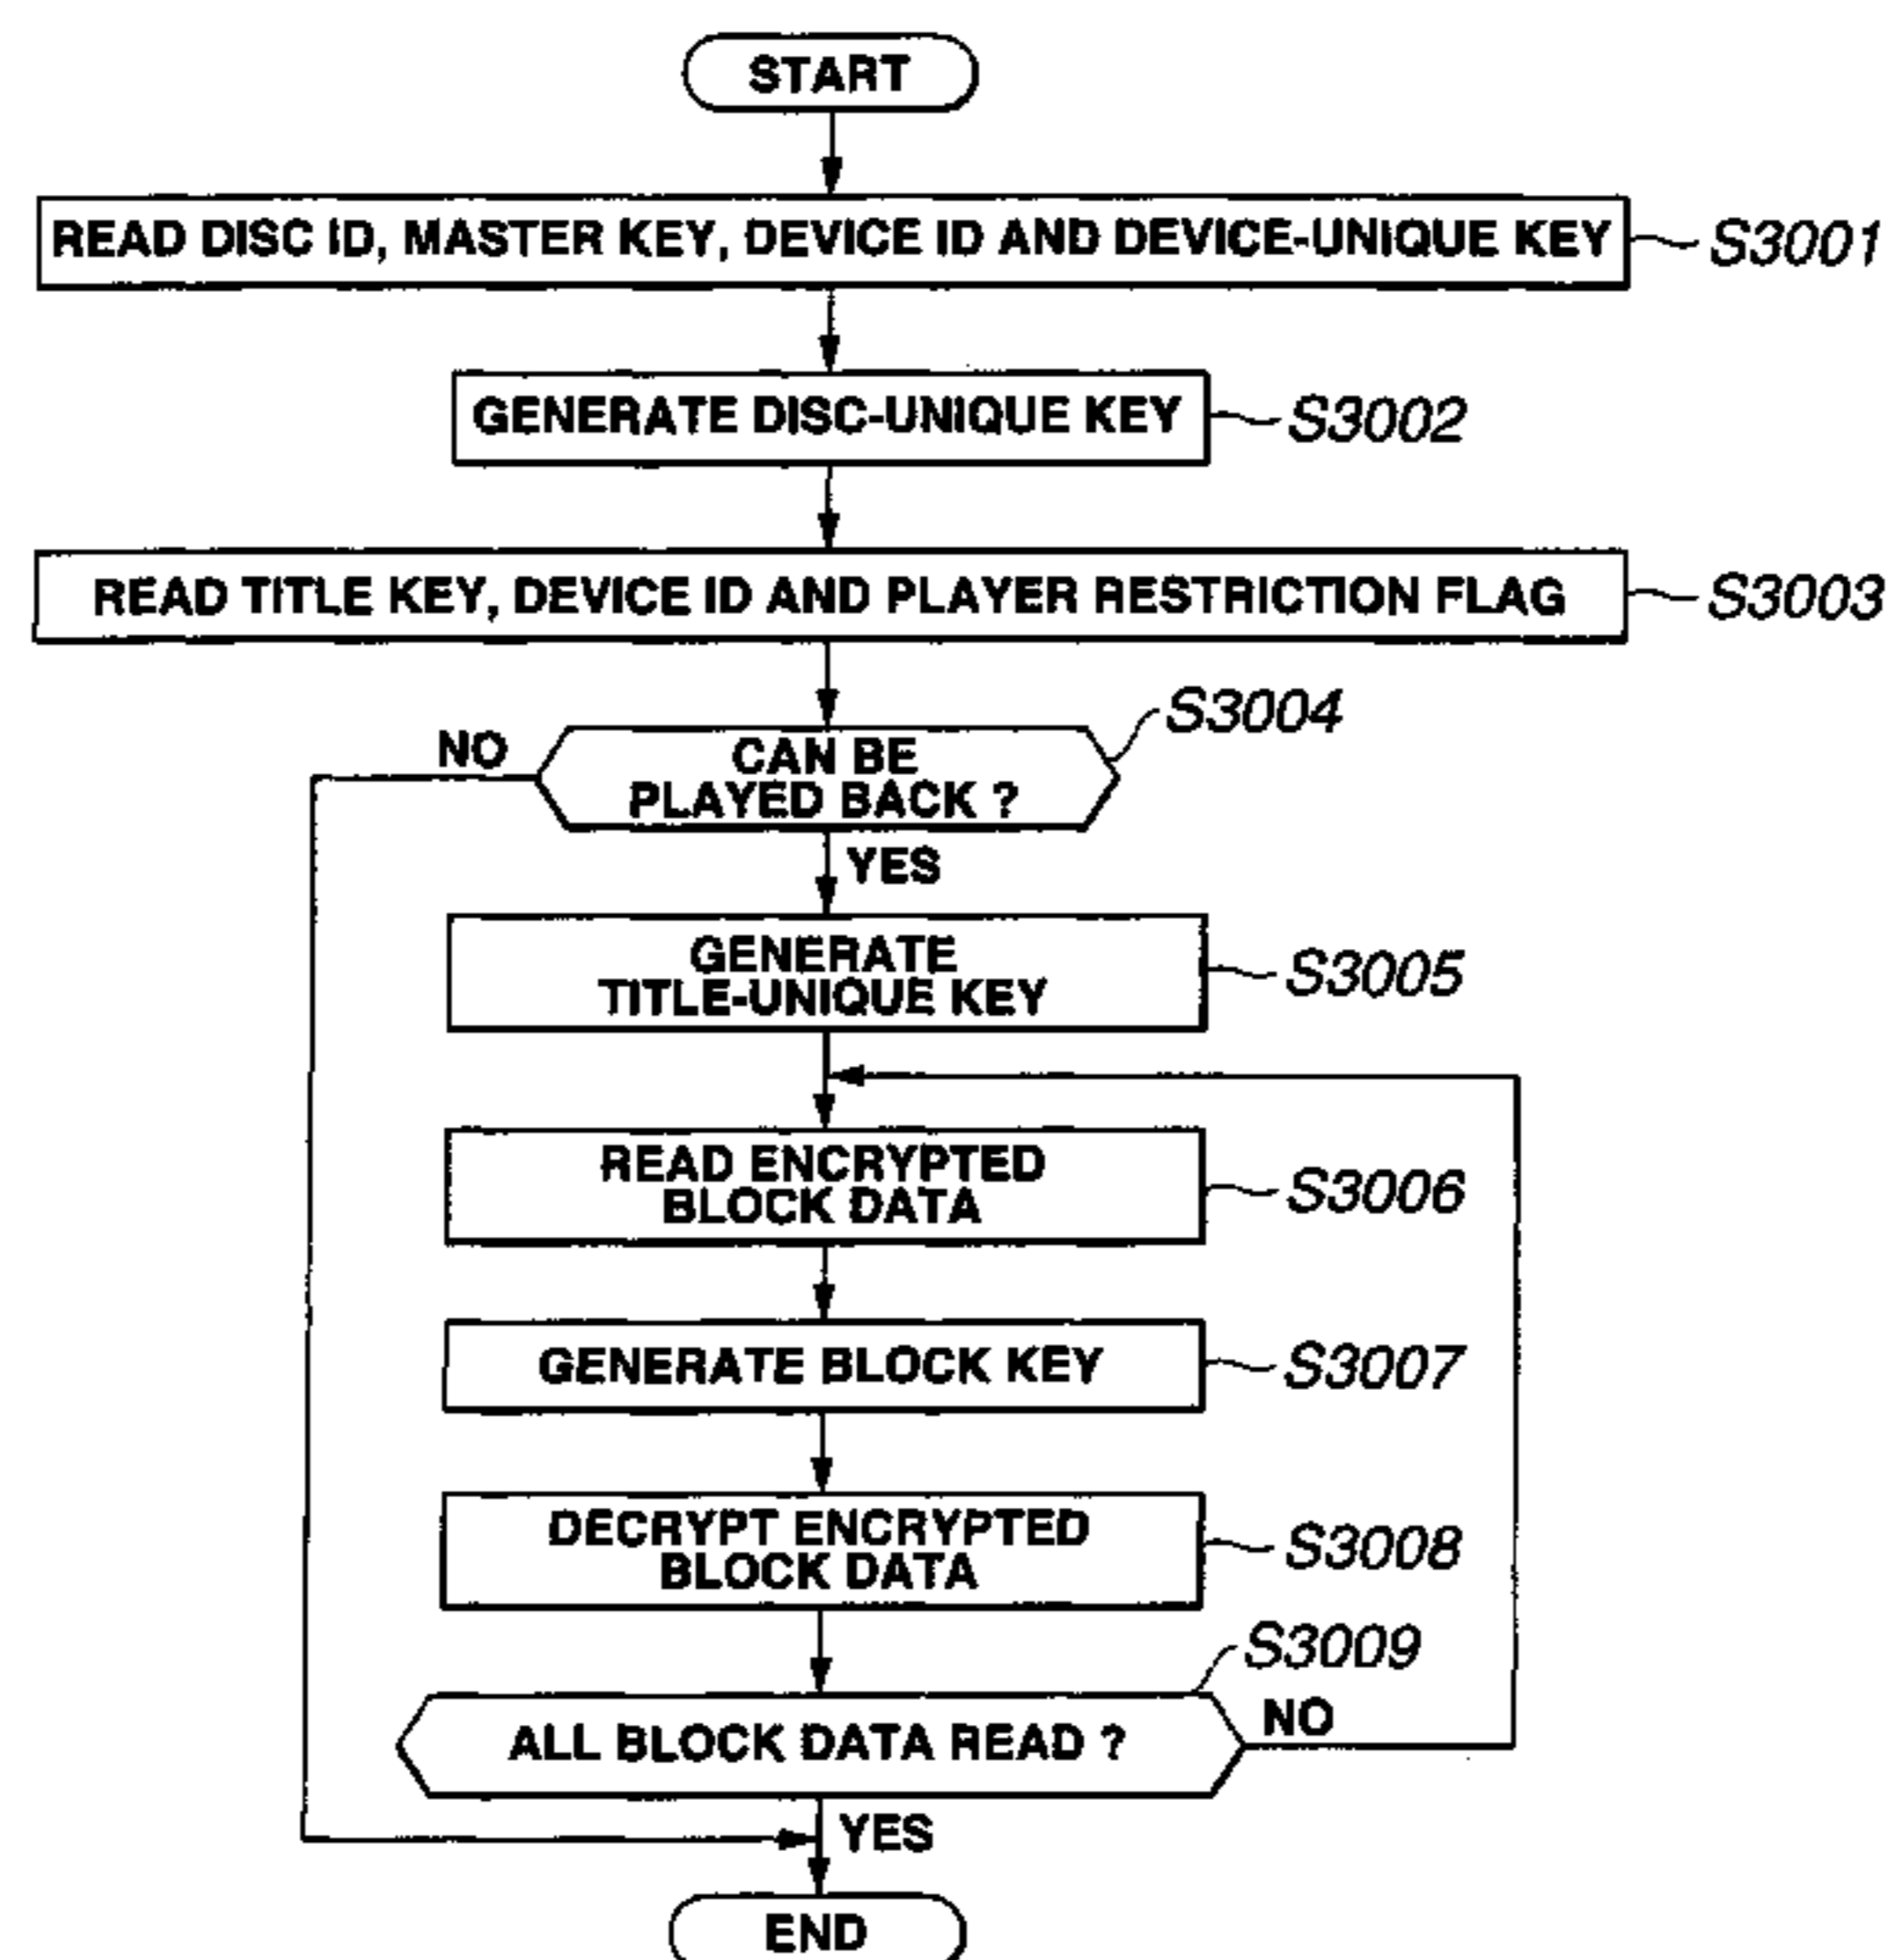 START
READ DISC ID, MASTER KEY, DEVICE ID AND DEVICE-UNIQUE KEY
S3001
GENERATE DISC-UNIQUE KEY
S3002
READ TITLE KEY, DEVICE ID AND PLAYER RESTRICTION FLAG
S3003
S3004
NO
CAN BE
PLAYED BACK ?
YES
GENERATE
TITLE-UNIQUE KEY
S3005
READ ENCRYPTED
BLOCK DATA
S3006
GENERATE BLOCK KEY
S3007
DECRYPT ENCRYPTED
BLOCK DATA
S3008
S3009
ALL BLOCK DATA READ ?
NO
YES
END